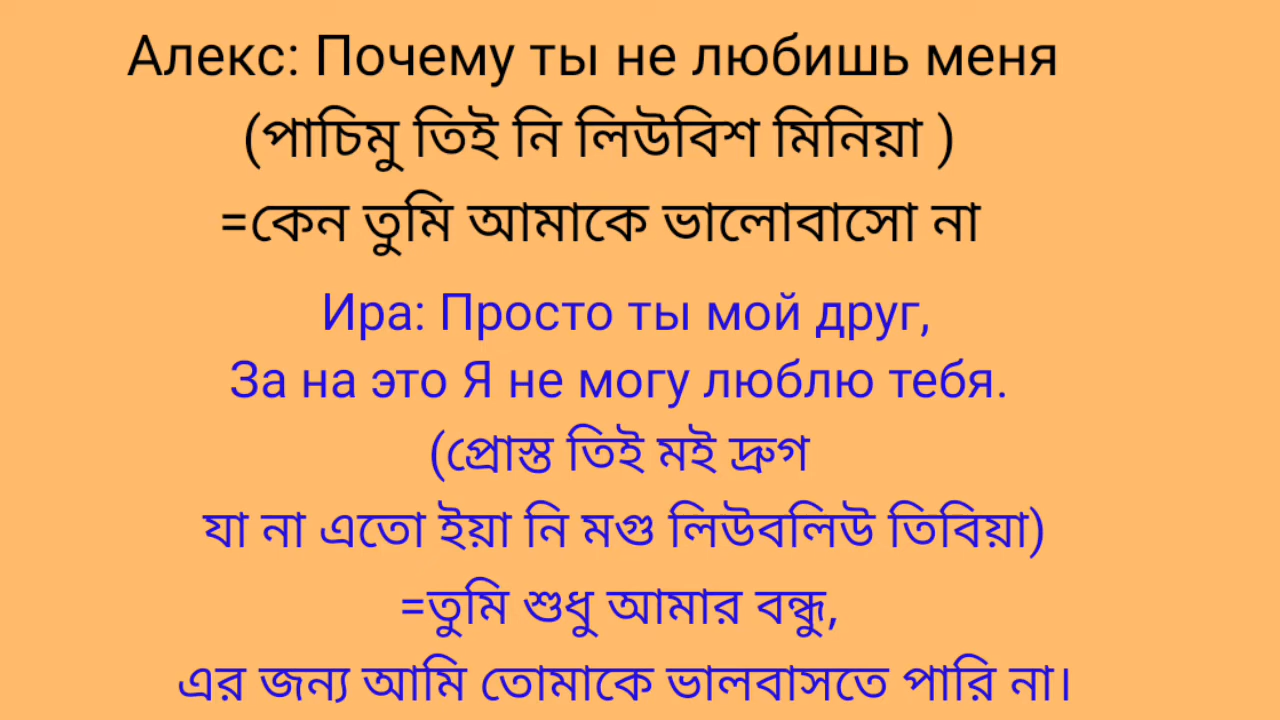 Алекс: Почему ты не любишь меня
(পাচিমু তিই নি লিউবিশ মিনিয়া )
=কেন তুমি আমাকে ভালোবাসো না
Ира: Просто ты мой друг,
За на это Я не могу люблю тебя.
(প্রোস্ত তিই মই দ্রুগ
যা না এতো ইয়া নি মগু লিউবলিউ তিবিয়া)
=তুমি শুধু আমার বন্ধু,
এর জন্য আমি তোমাকে ভালবাসতে পারি না।